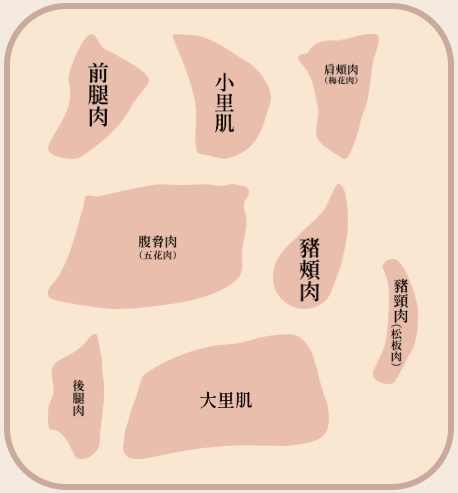 前腿肉
小里肌
肩頰肉
（梅花肉）
腹脅肉
（五花肉）
豬頰肉
豬頸肉（松板肉）
後腿肉
大里肌